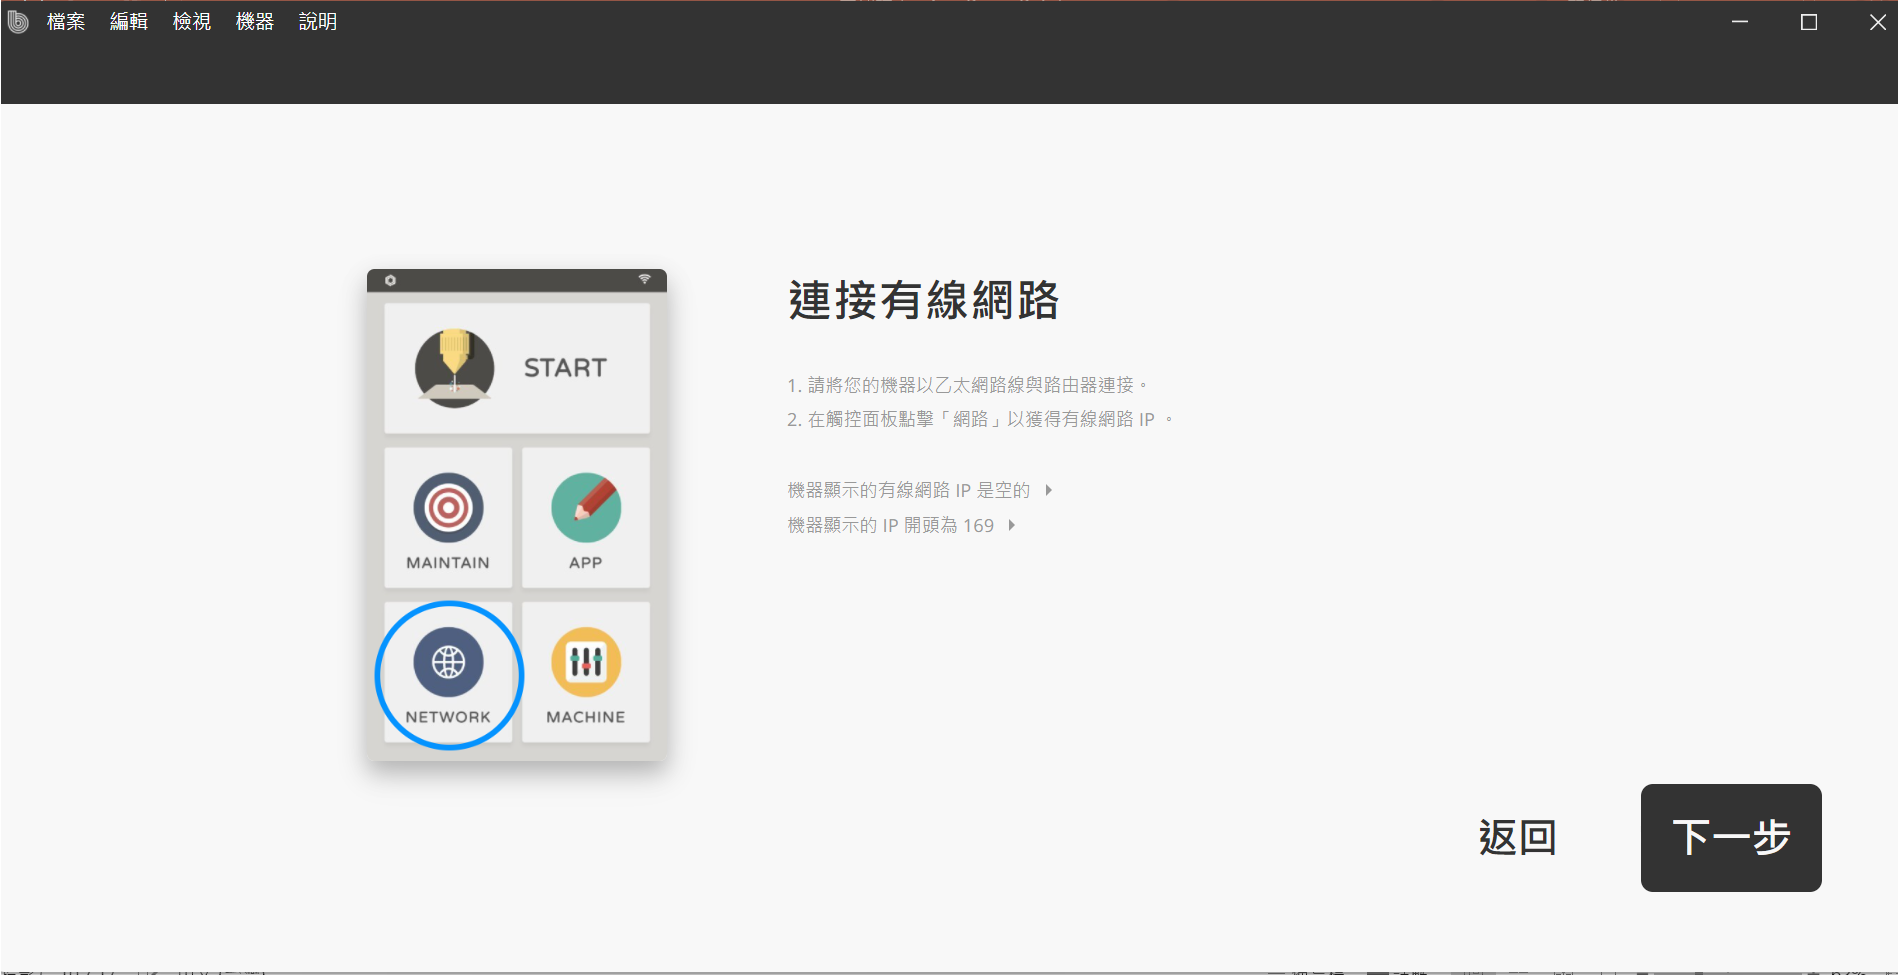 檔案 編輯 檢視 機器 說明
START
MAINTAIN APP
NETWORK MACHINE
連接有線網路
1. 請將您的機器以乙太網路線與路由器連接。
2. 在觸控面板點擊「網路」以獲得有線網路 IP 。
機器顯示的有線網路 IP 是空的
機器顯示的 IP 開頭為 169
返回 下一步